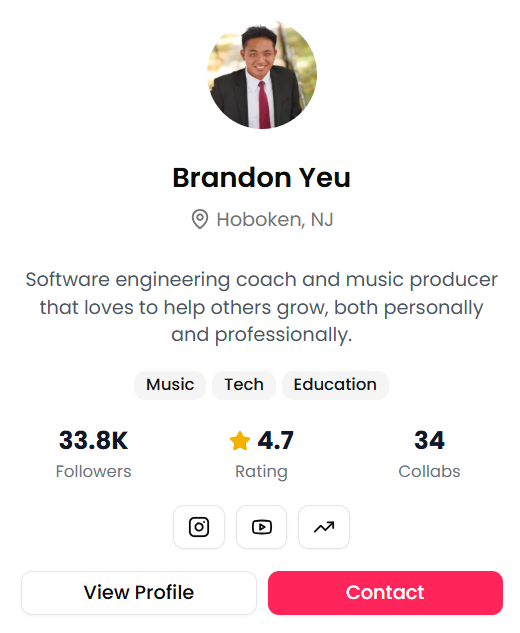 Brandon Yeu
Hoboken, NJ
Software engineering coach and music producer
that loves to help others grow, both personally
and professionally.
Music Tech Education
33.8K 4.7 34
Followers Rating Collabs
View Profile Contact